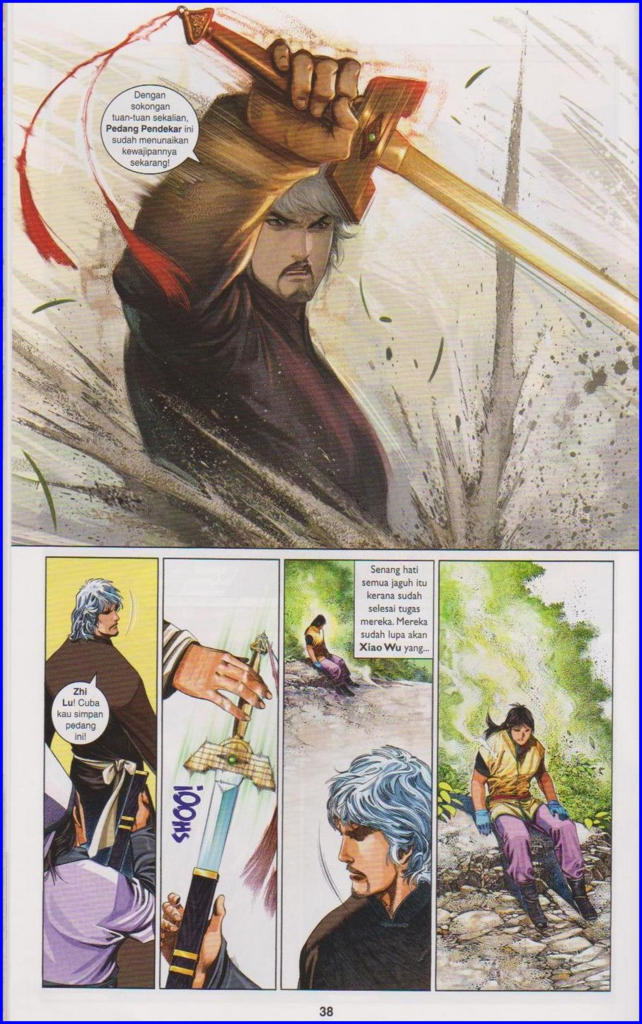 Dengan
sokongan
tuan-tuan sekalian,
Pedang Pendekar ini
sudah menunaikan
kewajipannya
sekarang!
Zhi
Lu! Cuba
kau simpan
pedang
ini!
SHOOI!
Senang hati
semua jaguh itu
kerana sudah
selesai tugas
mereka. Mereka
sudah lupa akan
Xiao Wu yang...
38